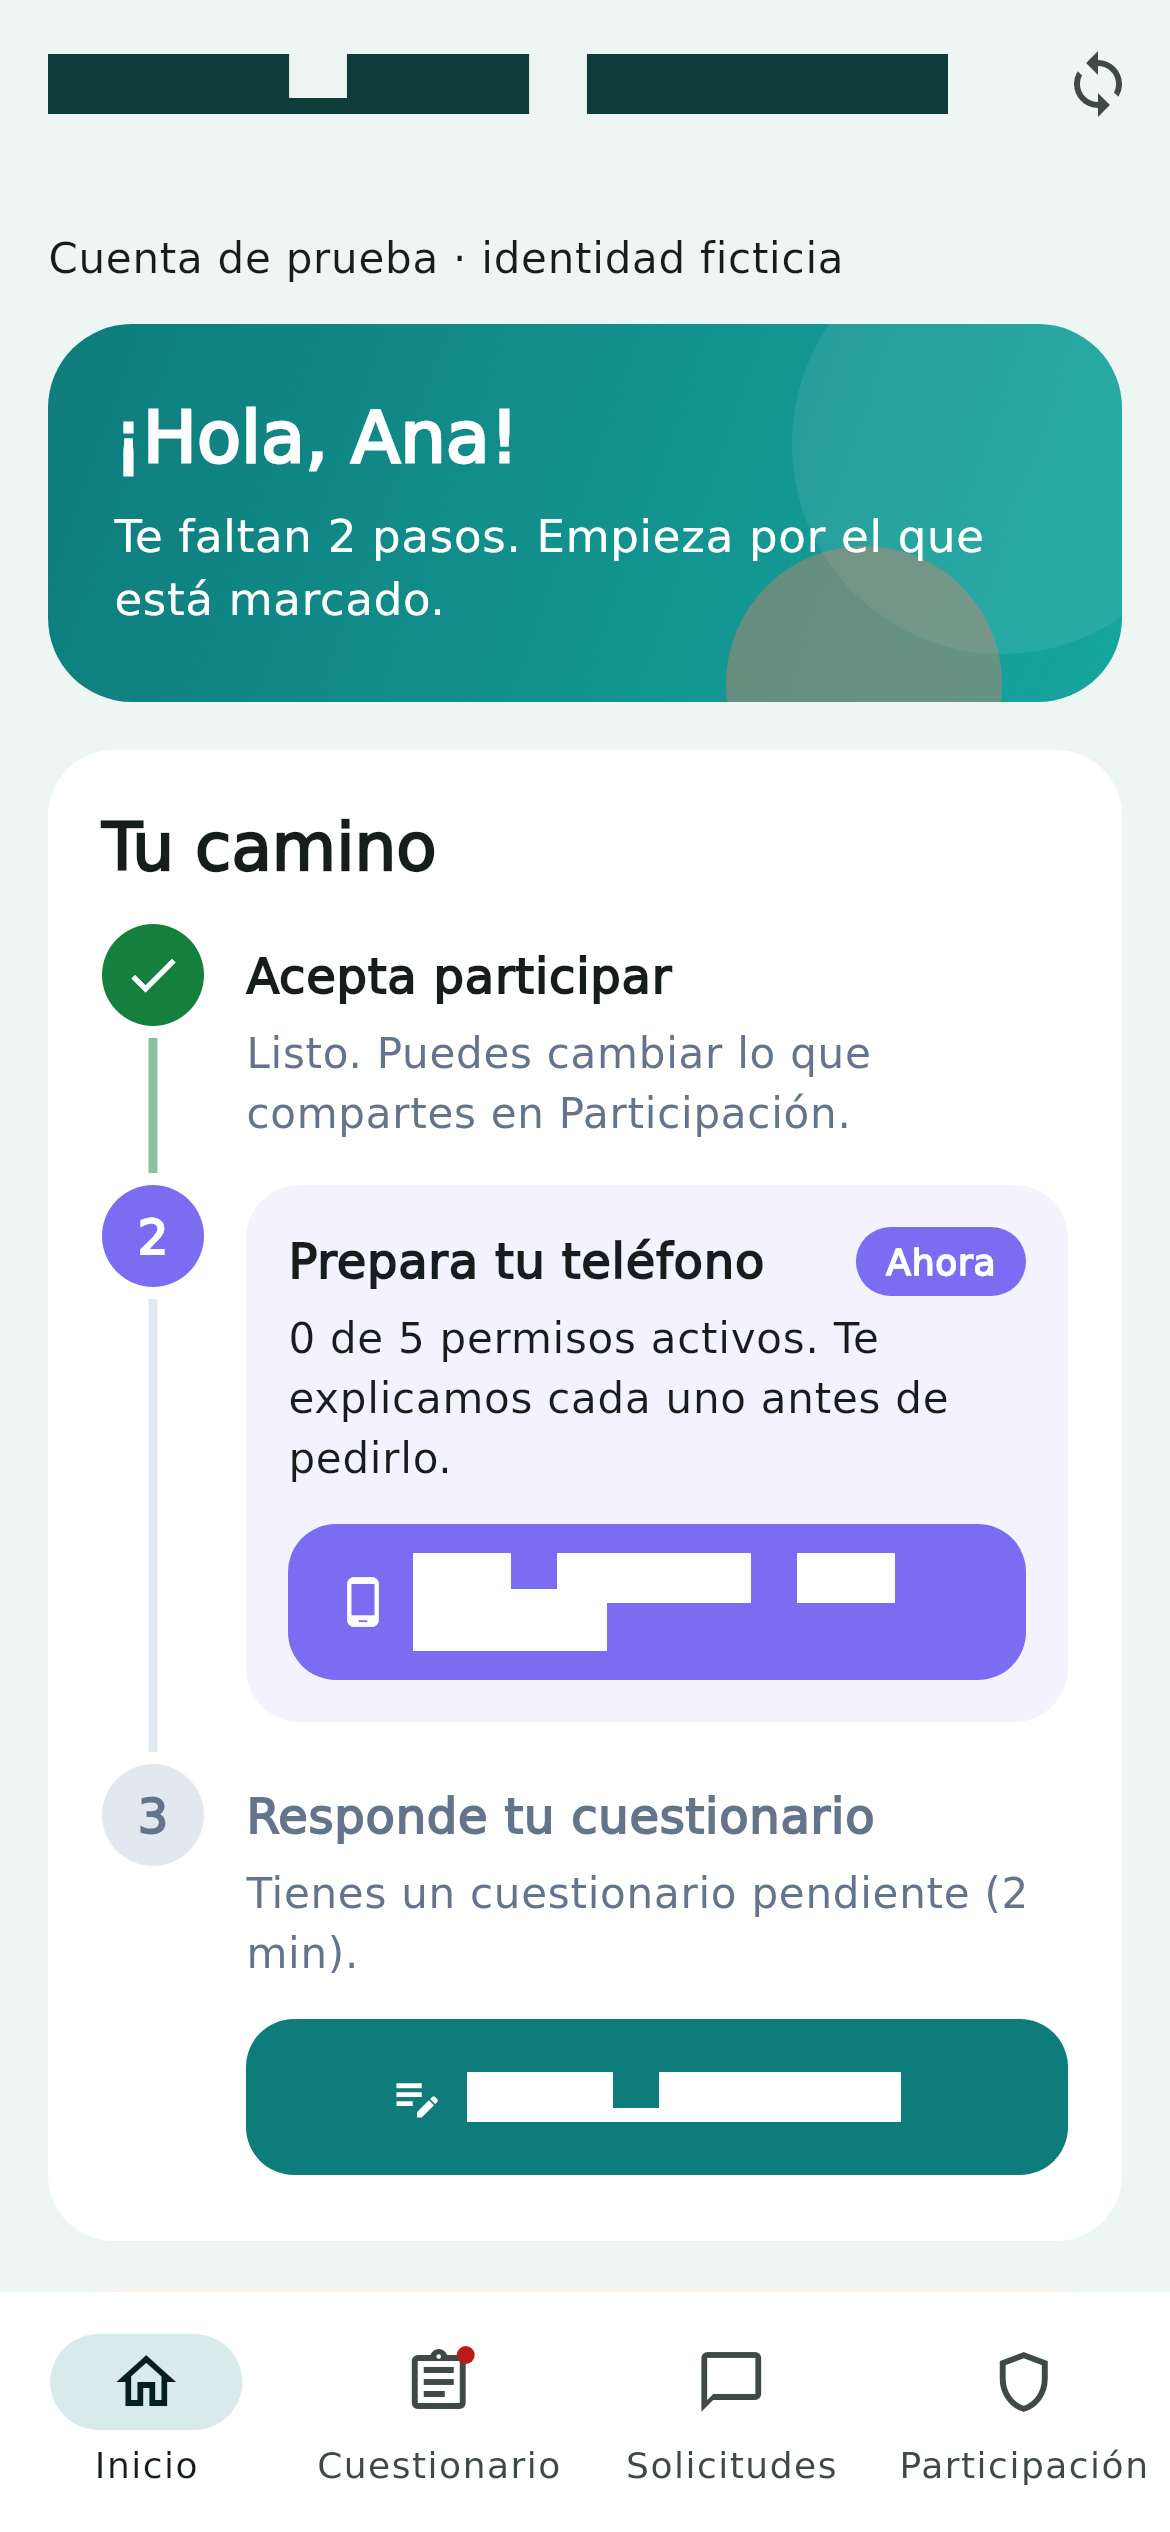 Cuenta de prueba · identidad ficticia
¡Hola, Ana!
Te faltan 2 pasos. Empieza por el que
está marcado.
Tu camino
Acepta participar
Listo. Puedes cambiar lo que
compartes en Participación.
2
Prepara tu teléfono
Ahora
0 de 5 permisos activos. Te
explicamos cada uno antes de
pedirlo.
3
Responde tu cuestionario
Tienes un cuestionario pendiente (2
min).
Inicio
Cuestionario
Solicitudes
Participación